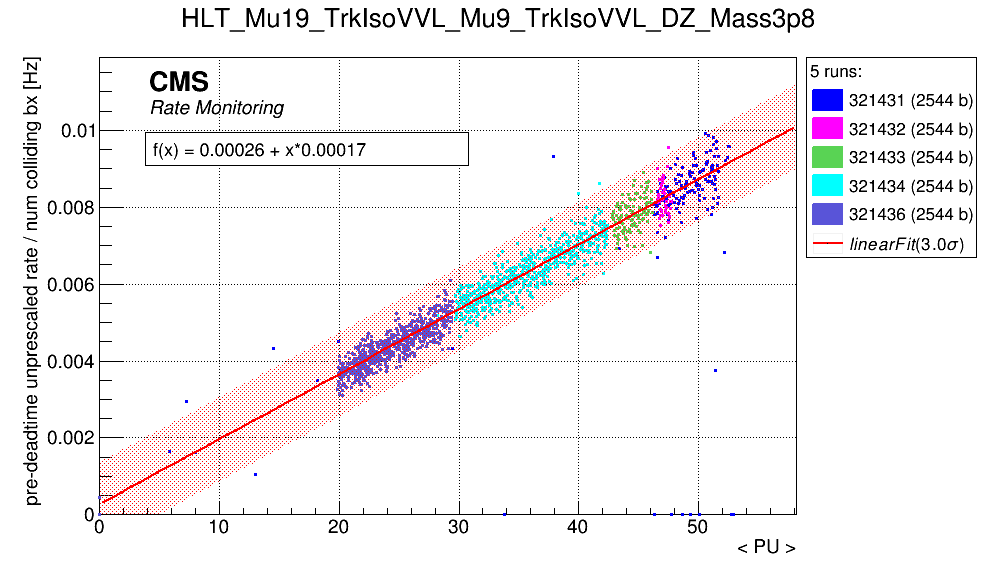 HLT_Mu19_TrkIsoVVL_Mu9_TrkIsoVVL_DZ_Mass3p8
pre-deadtime unprescaled rate / num colliding bx [Hz]
CMS
Rate Monitoring
f(x) = 0.00026 + x*0.00017
0.01
0.008
0.006
0.004
0.002
0
0 10 20 30 40 50
< PU >
5 runs:
321431 (2544 b)
321432 (2544 b)
321433 (2544 b)
321434 (2544 b)
321436 (2544 b)
linearFit(3.0σ)